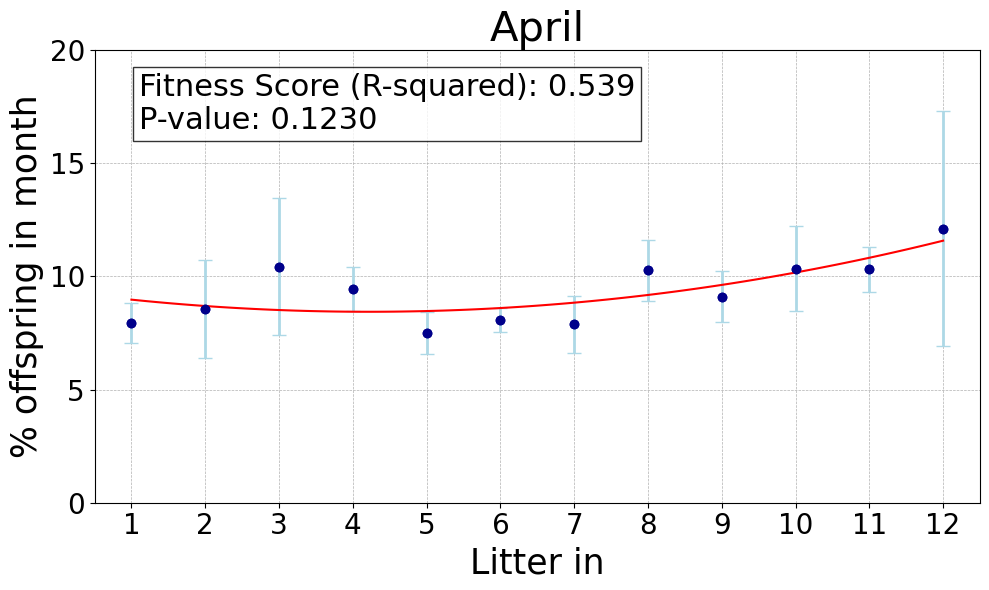 April
Fitness Score (R-squared): 0.539
P-value: 0.1230
% offspring in month
20
15
10
5
0
1 2 3 4 5 6 7 8 9 10 11 12
Litter in